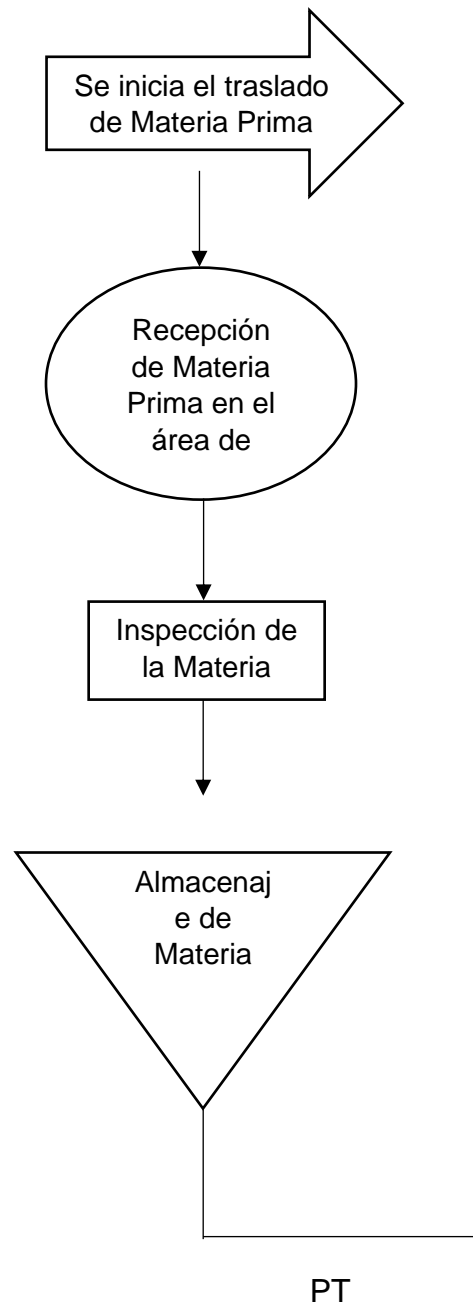 Se inicia el traslado
de Materia Prima
Recepción
de Materia
Prima en el
área de
Inspección de
la Materia
Almacenaj
e de
Materia
PT